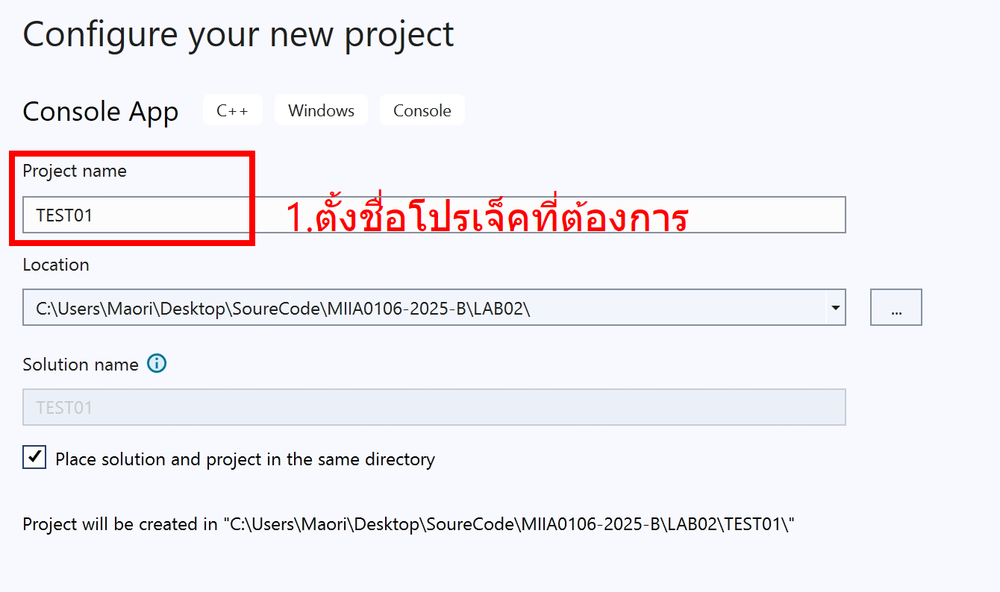 Configure your new project
Console App C++ Windows Console
Project name
TEST01 1.ตั้งชื่อโปรเจ็คที่ต้องการ
Location
C:\Users\Maori\Desktop\SoureCode\MIIA0106-2025-B\LAB02\ ...
Solution name
TEST01
Place solution and project in the same directory
Project will be created in "C:\Users\Maori\Desktop\SoureCode\MIIA0106-2025-B\LAB02\TEST01\"